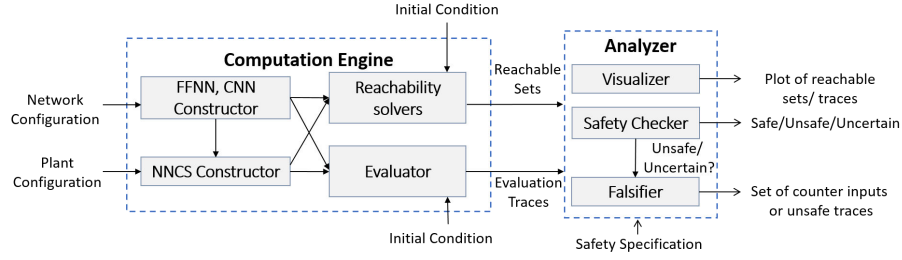 Initial Condition
Computation Engine
Analyzer
FFNN, CNN
Constructor
Reachability
solvers
Reachable
Sets
Visualizer
Plot of reachable
sets/ traces
Network
Configuration
Safety Checker
Safe/Unsafe/Uncertain
Unsafe/
Uncertain?
Plant
Configuration
NNCS Constructor
Evaluator
Evaluation
Traces
Falsifier
Set of counter inputs
or unsafe traces
Initial Condition
Safety Specification